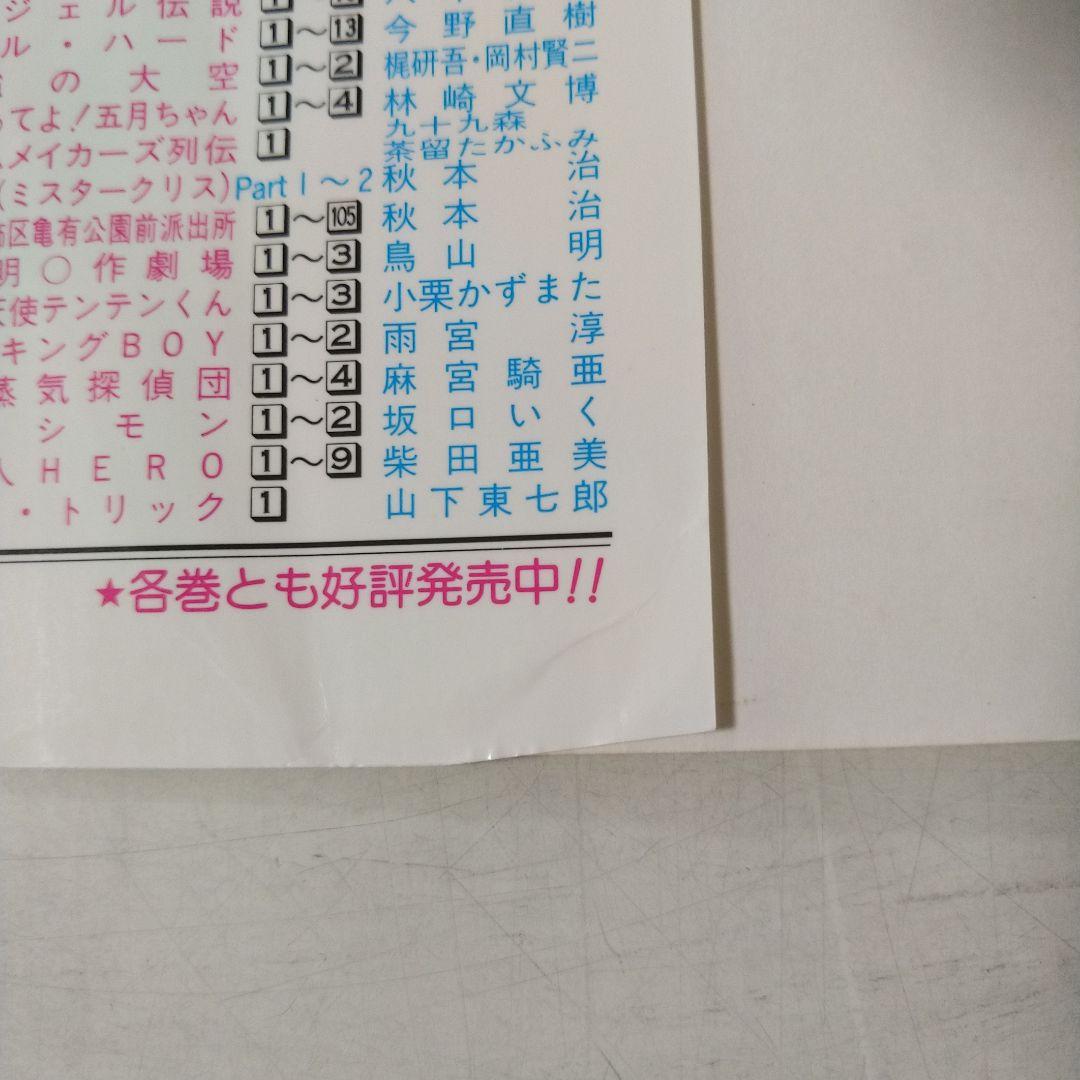 ジェル伝説 1～
ル・ハード 1～13 今野直樹
の大空 1～2 梶研吾・岡村賢二
てよ！五月ちゃん 1～4 林崎文博
メイカーズ列伝 1 九十九森 茶留たかふみ
(ミスタークリス) Part1～2 秋本治
区亀有公園前派出所 1～105 秋本治
明〇作劇場 1～3 鳥山明
使テンテンくん 1～3 小栗かずまた
キングBOY 1～2 雨宮淳
蒸気探偵団 1～4 麻宮騎亜
シモン 1～2 坂口いく
人HERO 1～9 柴田亜美
・トリック 1 山下東七郎
★各巻とも好評発売中!!